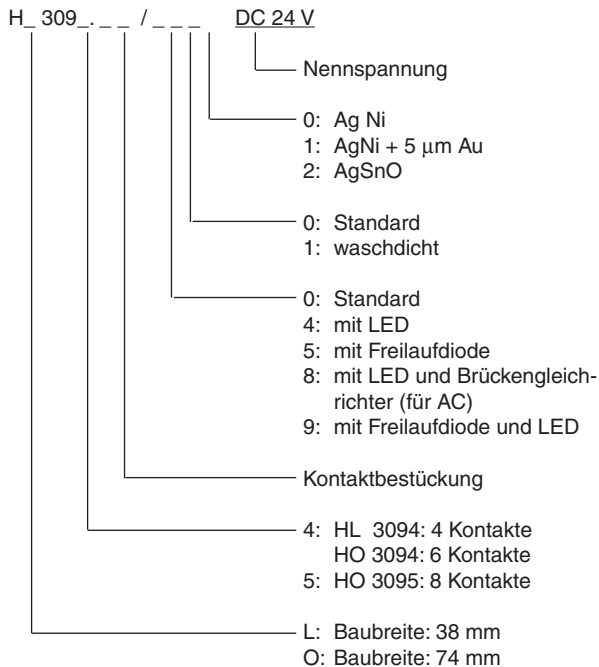 H_ 309_. _ _ / _ _ _ DC 24 V
Nennspannung
0: Ag Ni
1: AgNi + 5 µm Au
2: AgSnO
0: Standard
1: waschdicht
0: Standard
4: mit LED
5: mit Freilaufdiode
8: mit LED und Brückengleich-
richter (für AC)
9: mit Freilaufdiode und LED
Kontaktbestückung
4: HL 3094: 4 Kontakte
HO 3094: 6 Kontakte
5: HO 3095: 8 Kontakte
L: Baubreite: 38 mm
O: Baubreite: 74 mm